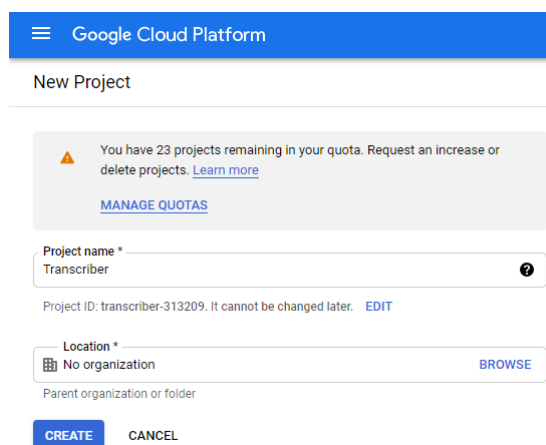 Google Cloud Platform
New Project
You have 23 projects remaining in your quota. Request an increase or
delete projects. Learn more
MANAGE QUOTAS
Project name *
Transcriber
Project ID: transcriber-313209. It cannot be changed later. EDIT
Location *
No organization BROWSE
Parent organization or folder
CREATE CANCEL